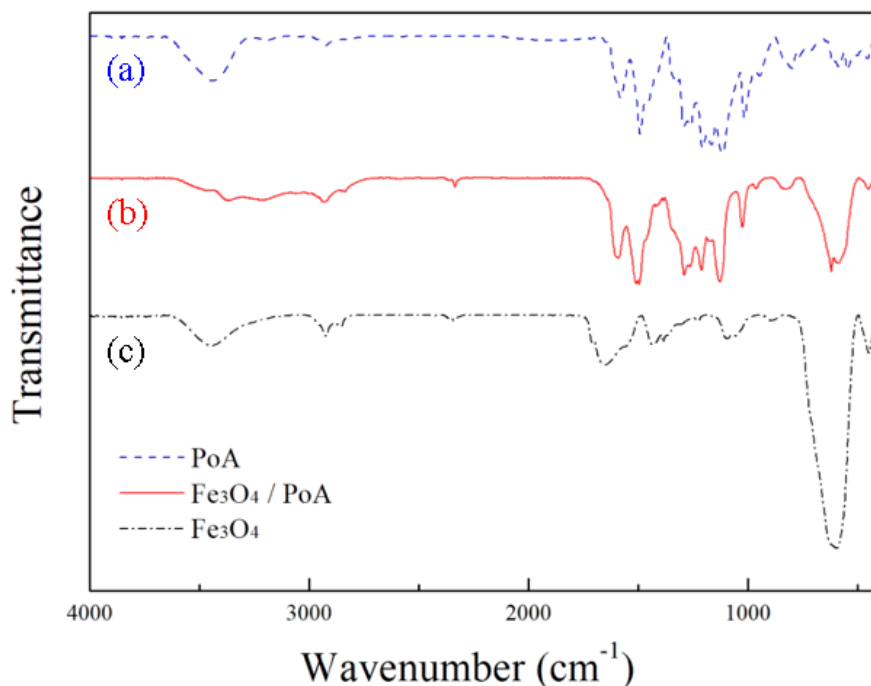 (a)
(b)
(c)
Transmittance
PoA
Fe₃O₄ / PoA
Fe₃O₄
4000 3000 2000 1000
Wavenumber (cm⁻¹)